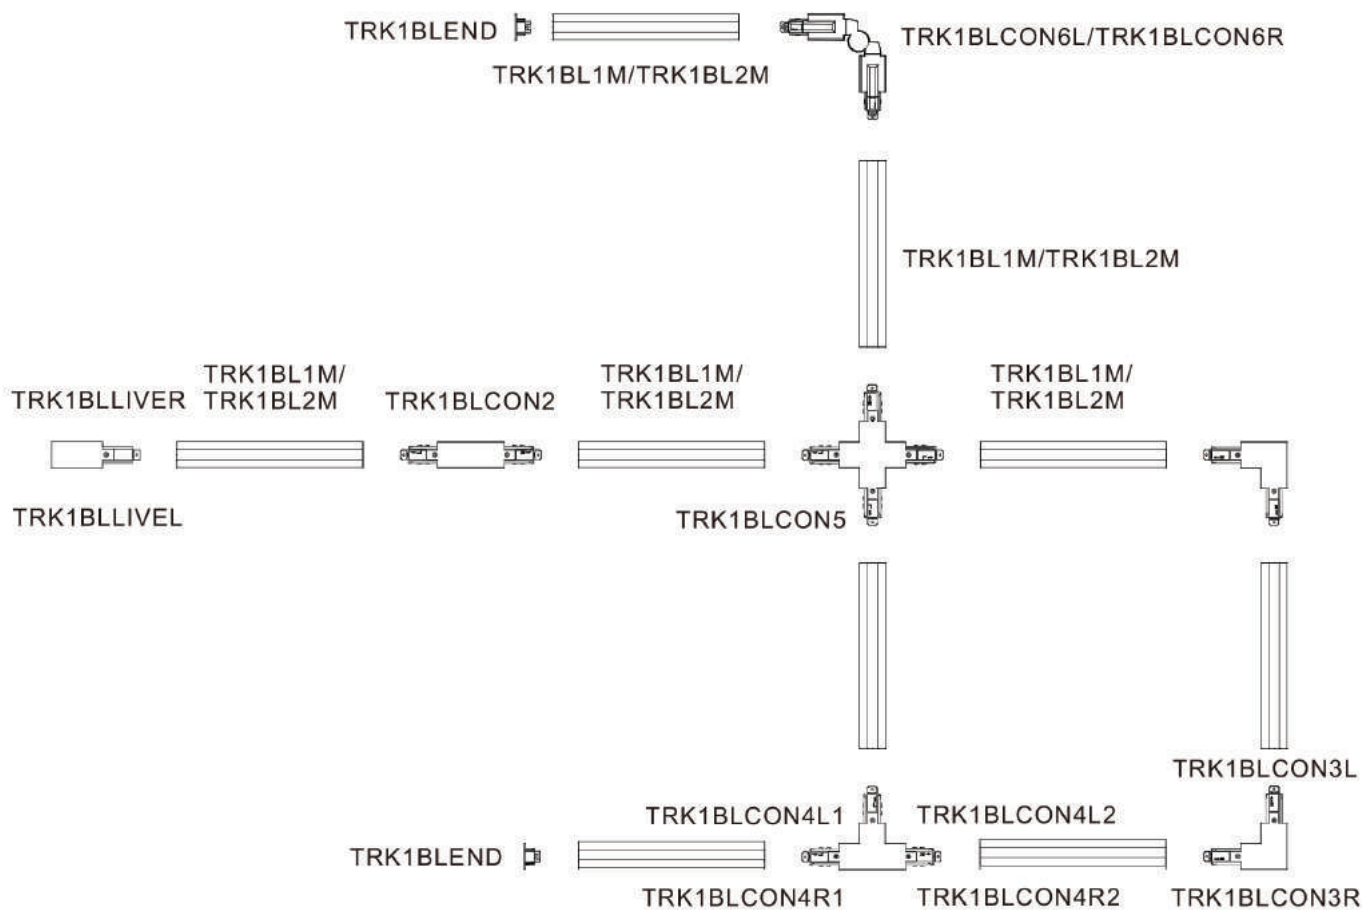 TRK1BLEND
TRK1BLCON6L/TRK1BLCON6R
TRK1BL1M/TRK1BL2M
TRK1BL1M/TRK1BL2M
TRK1BLLIVER
TRK1BL1M/
TRK1BL2M
TRK1BLCON2
TRK1BL1M/
TRK1BL2M
TRK1BL1M/
TRK1BL2M
TRK1BLLIVEL
TRK1BLCON5
TRK1BLCON3L
TRK1BLCON4L1
TRK1BLCON4L2
TRK1BLEND
TRK1BLCON4R1
TRK1BLCON4R2
TRK1BLCON3R